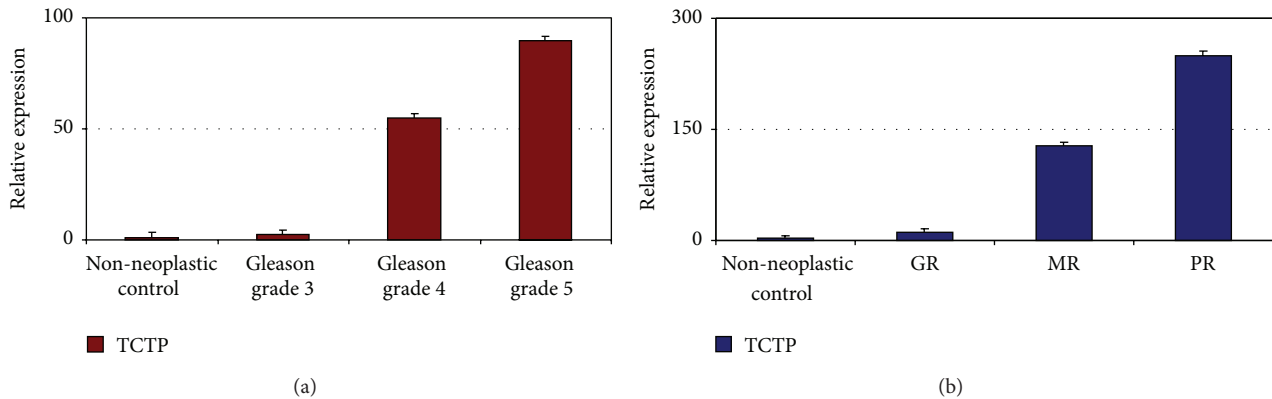 100
50
0
Relative expression
Non-neoplastic
control
Gleason
grade 3
Gleason
grade 4
Gleason
grade 5
TCTP
(a)
300
150
0
Relative expression
Non-neoplastic
control
GR
MR
PR
TCTP
(b)